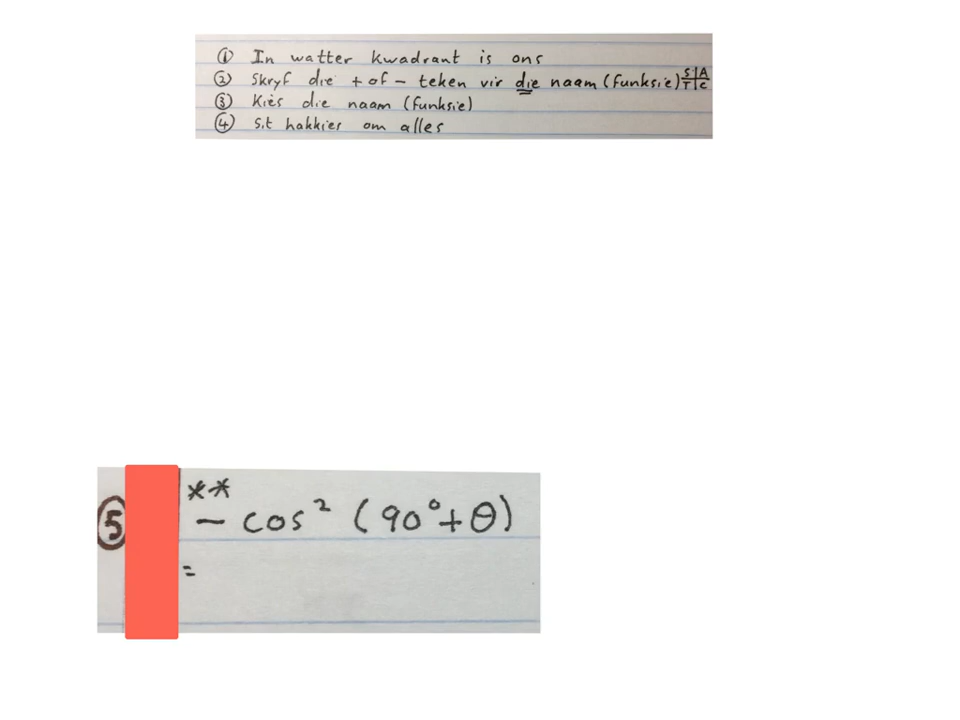 ① In watter kwadrant is ons
② Skryf die + of - teken vir die naam (funksie) S|A T|C
③ Kies die naam (funksie)
④ Sit hakkies om alles
⑤ **
- cos² (90° + θ)
=